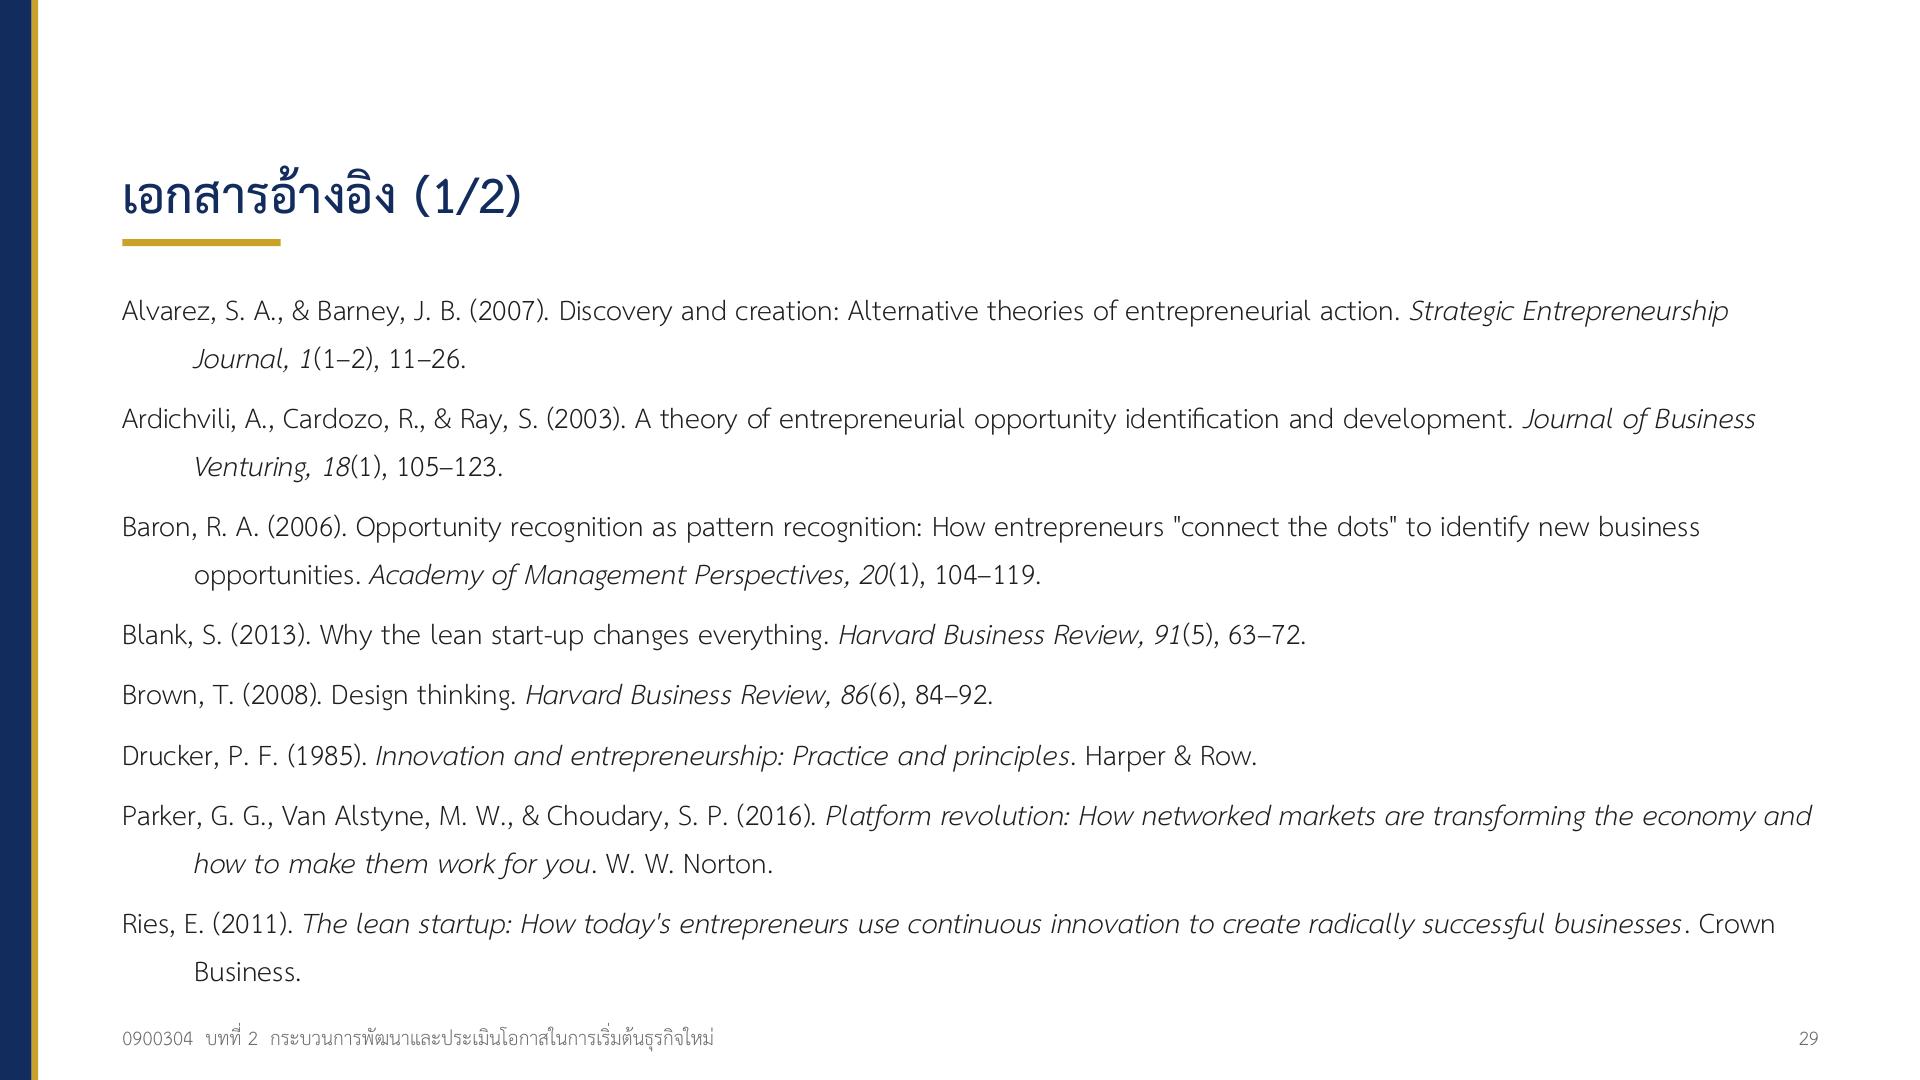 เอกสารอ้างอิง (1/2)
Alvarez, S. A., & Barney, J. B. (2007). Discovery and creation: Alternative theories of entrepreneurial action. Strategic Entrepreneurship
Journal, 1(1–2), 11–26.
Ardichvili, A., Cardozo, R., & Ray, S. (2003). A theory of entrepreneurial opportunity identification and development. Journal of Business
Venturing, 18(1), 105–123.
Baron, R. A. (2006). Opportunity recognition as pattern recognition: How entrepreneurs "connect the dots" to identify new business
opportunities. Academy of Management Perspectives, 20(1), 104–119.
Blank, S. (2013). Why the lean start-up changes everything. Harvard Business Review, 91(5), 63–72.
Brown, T. (2008). Design thinking. Harvard Business Review, 86(6), 84–92.
Drucker, P. F. (1985). Innovation and entrepreneurship: Practice and principles. Harper & Row.
Parker, G. G., Van Alstyne, M. W., & Choudary, S. P. (2016). Platform revolution: How networked markets are transforming the economy and
how to make them work for you. W. W. Norton.
Ries, E. (2011). The lean startup: How today's entrepreneurs use continuous innovation to create radically successful businesses. Crown
Business.
0900304 บทที่ 2 กระบวนการพัฒนาและประเมินโอกาสในการเริ่มต้นธุรกิจใหม่
29